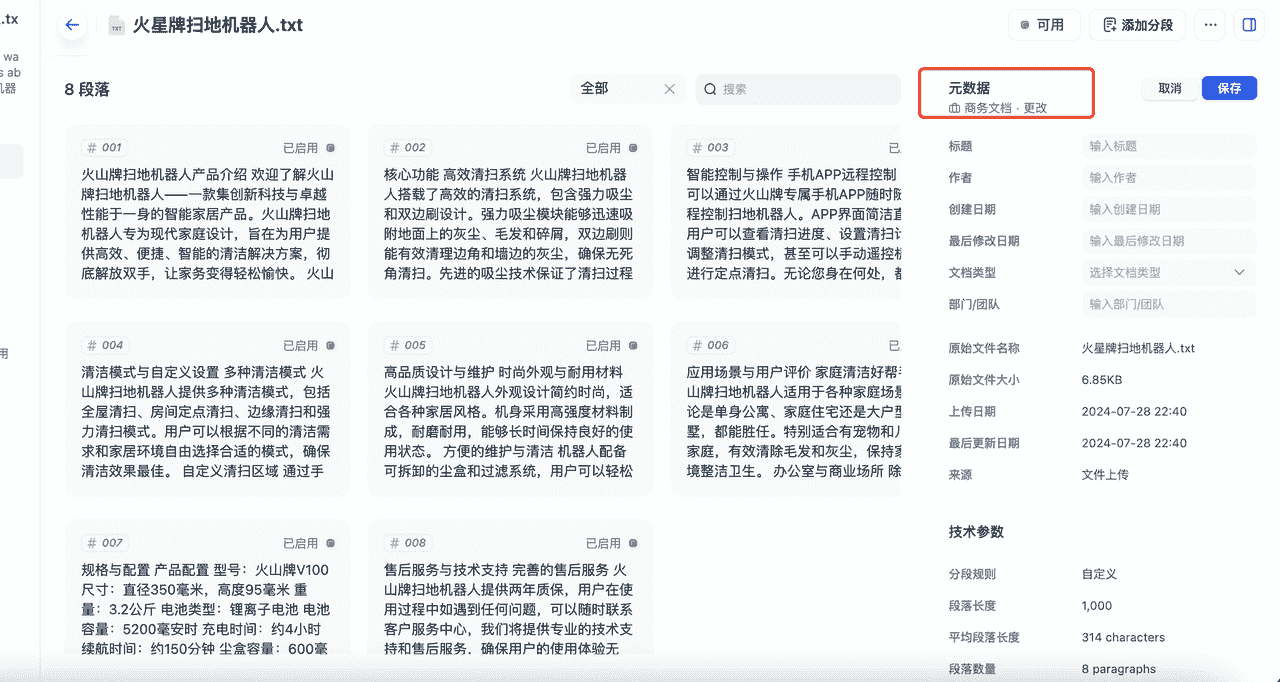 .tx
wa
s ab
机器
用
火星牌扫地机器人.txt
可用
添加分段
8 段落
全部
搜索
# 001
已启用
火山牌扫地机器人产品介绍 欢迎了解火山
牌扫地机器人——一款集创新科技与卓越
性能于一身的智能家居产品。火山牌扫地
机器人专为现代家庭设计，旨在为用户提
供高效、便捷、智能的清洁解决方案，彻
底解放双手，让家务变得轻松愉快。 火山
# 002
已启用
核心功能 高效清扫系统 火山牌扫地机器
人搭载了高效的清扫系统，包含强力吸尘
和双边刷设计。强力吸尘模块能够迅速吸
附地面上的灰尘、毛发和碎屑，双边刷则
能有效清理边角和墙边的灰尘，确保无死
角清扫。先进的吸尘技术保证了清扫过程
# 003
已
智能控制与操作 手机APP远程控制
可以通过火山牌专属手机APP随时随
程控制扫地机器人。APP界面简洁直
用户可以查看清扫进度、设置清扫计
调整清扫模式，甚至可以手动遥控机
进行定点清扫。无论您身在何处，都
# 004
已启用
清洁模式与自定义设置 多种清洁模式 火
山牌扫地机器人提供多种清洁模式，包括
全屋清扫、房间定点清扫、边缘清扫和强
力清扫模式。用户可以根据不同的清洁需
求和家居环境自由选择合适的模式，确保
清洁效果最佳。 自定义清扫区域 通过手
# 005
已启用
高品质设计与维护 时尚外观与耐用材料
火山牌扫地机器人外观设计简约时尚，适
合各种家居风格。机身采用高强度材料制
成，耐磨耐用，能够长时间保持良好的使
用状态。 方便的维护与清洁 机器人配备
可拆卸的尘盒和过滤系统，用户可以轻松
# 006
已
应用场景与用户评价 家庭清洁好帮手
山牌扫地机器人适用于各种家庭场景
论是单身公寓、家庭住宅还是大户型
墅，都能胜任。特别适合有宠物和儿
家庭，有效清除毛发和灰尘，保持家
境整洁卫生。 办公室与商业场所 除
# 007
已启用
规格与配置 产品配置 型号：火山牌V100
尺寸：直径350毫米，高度95毫米 重
量：3.2公斤 电池类型：锂离子电池 电池
容量：5200毫安时 充电时间：约4小时
续航时间：约150分钟 尘盒容量：600毫
# 008
已启用
售后服务与技术支持 完善的售后服务 火
山牌扫地机器人提供两年质保，用户在使
用过程中如遇到任何问题，可以随时联系
客户服务中心，我们将提供专业的技术支
持和售后服务，确保用户的使用体验无
元数据
商务文档 · 更改
取消
保存
标题 输入标题
作者 输入作者
创建日期 输入创建日期
最后修改日期 输入最后修改日期
文档类型 选择文档类型
部门/团队 输入部门/团队
原始文件名称 火星牌扫地机器人.txt
原始文件大小 6.85KB
上传日期 2024-07-28 22:40
最后更新日期 2024-07-28 22:40
来源 文件上传
技术参数
分段规则 自定义
段落长度 1,000
平均段落长度 314 characters
段落数量 8 paragraphs